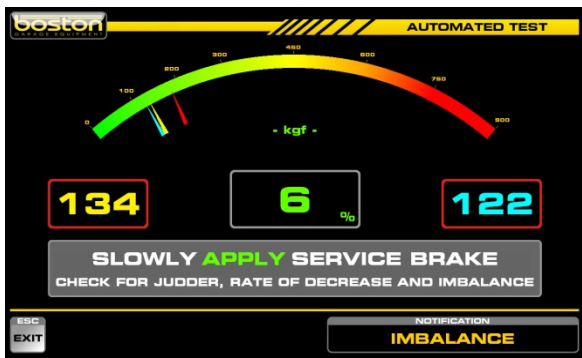 boston
GARAGE EQUIPMENT
AUTOMATED TEST
0
100
200
300
450
600
750
900
- kgf -
134
6 %
122
SLOWLY APPLY SERVICE BRAKE
CHECK FOR JUDDER, RATE OF DECREASE AND IMBALANCE
ESC
EXIT
NOTIFICATION
IMBALANCE